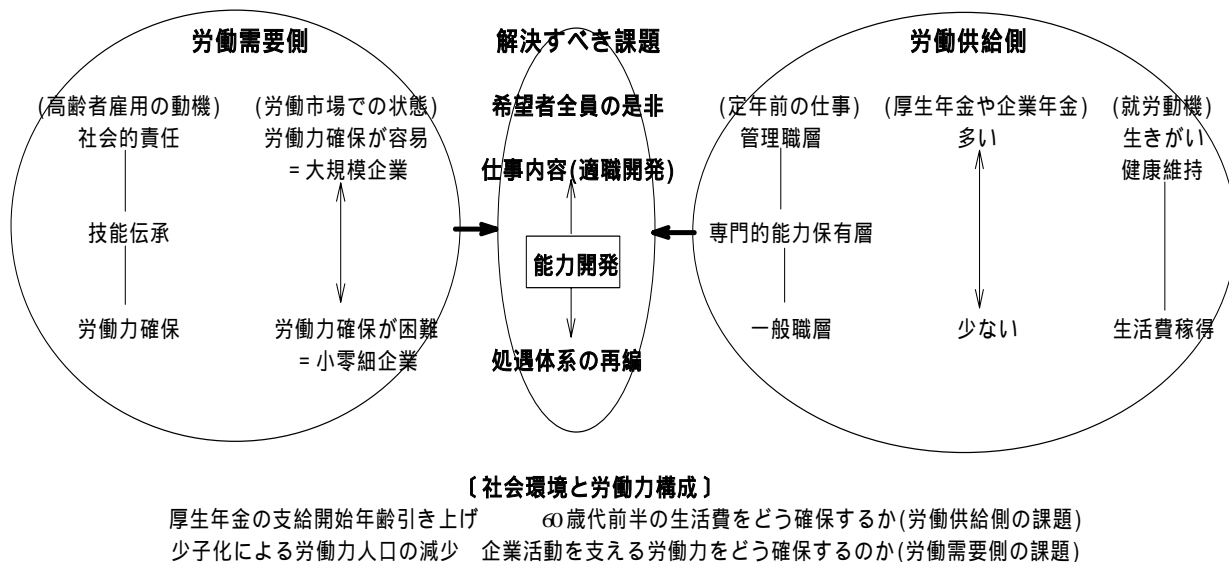 労働需要側
(高齢者雇用の動機)
社会的責任
技能伝承
労働力確保
(労働市場での状態)
労働力確保が容易
=大規模企業
労働力確保が困難
=小零細企業
解決すべき課題
希望者全員の是非
仕事内容(適職開発)
能力開発
処遇体系の再編
労働供給側
(定年前の仕事)
管理職層
専門的能力保有層
一般職層
(厚生年金や企業年金)
多い
少ない
(就労動機)
生きがい
健康維持
生活費稼得
〔社会環境と労働力構成〕
厚生年金の支給開始年齢引き上げ　60歳代前半の生活費をどう確保するか(労働供給側の課題)
少子化による労働力人口の減少　企業活動を支える労働力をどう確保するのか(労働需要側の課題)